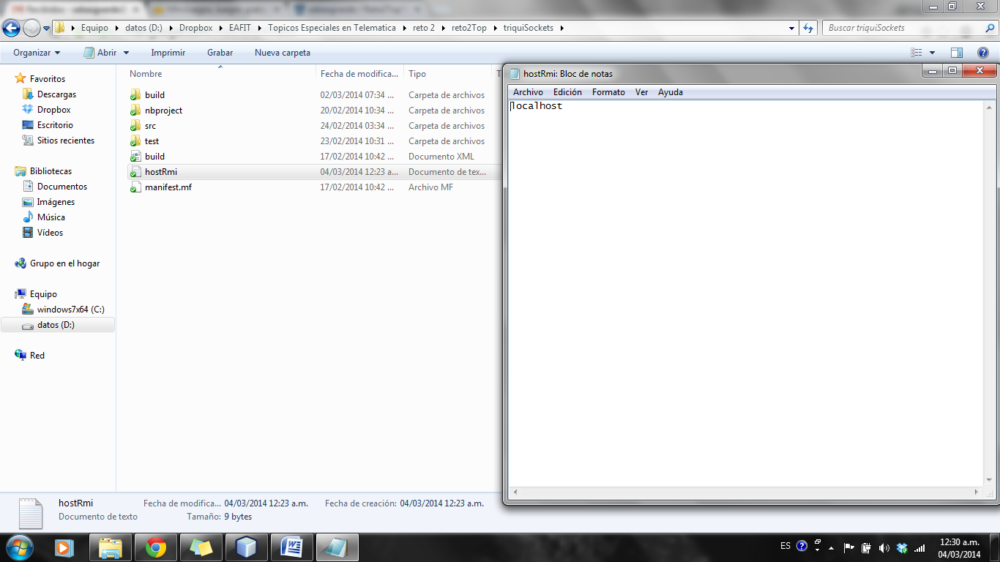 Equipo ▸ datos (D:) ▸ Dropbox ▸ EAFIT ▸ Topicos Especiales en Telematica ▸ reto 2 ▸ reto2Top ▸ triquiSockets ▸
Buscar triquiSockets
Organizar Abrir Imprimir Grabar Nueva carpeta
Nombre Fecha de modifica... Tipo
Favoritos
Descargas
Dropbox
Escritorio
Sitios recientes
Bibliotecas
Documentos
Imágenes
Música
Vídeos
Grupo en el hogar
Equipo
windows7x64 (C:)
datos (D:)
Red
build 02/03/2014 07:34 ... Carpeta de archivos
nbproject 20/02/2014 10:34 ... Carpeta de archivos
src 24/02/2014 03:34 ... Carpeta de archivos
test 23/02/2014 10:31 ... Carpeta de archivos
build 17/02/2014 10:42 ... Documento XML
hostRmi 04/03/2014 12:23 a... Documento de tex...
manifest.mf 17/02/2014 10:42 ... Archivo MF
hostRmi: Bloc de notas
Archivo Edición Formato Ver Ayuda
localhost
hostRmi Fecha de modifica... 04/03/2014 12:23 a.m. Fecha de creación: 04/03/2014 12:23 a.m.
Documento de texto Tamaño: 9 bytes
ES
12:30 a.m.
04/03/2014